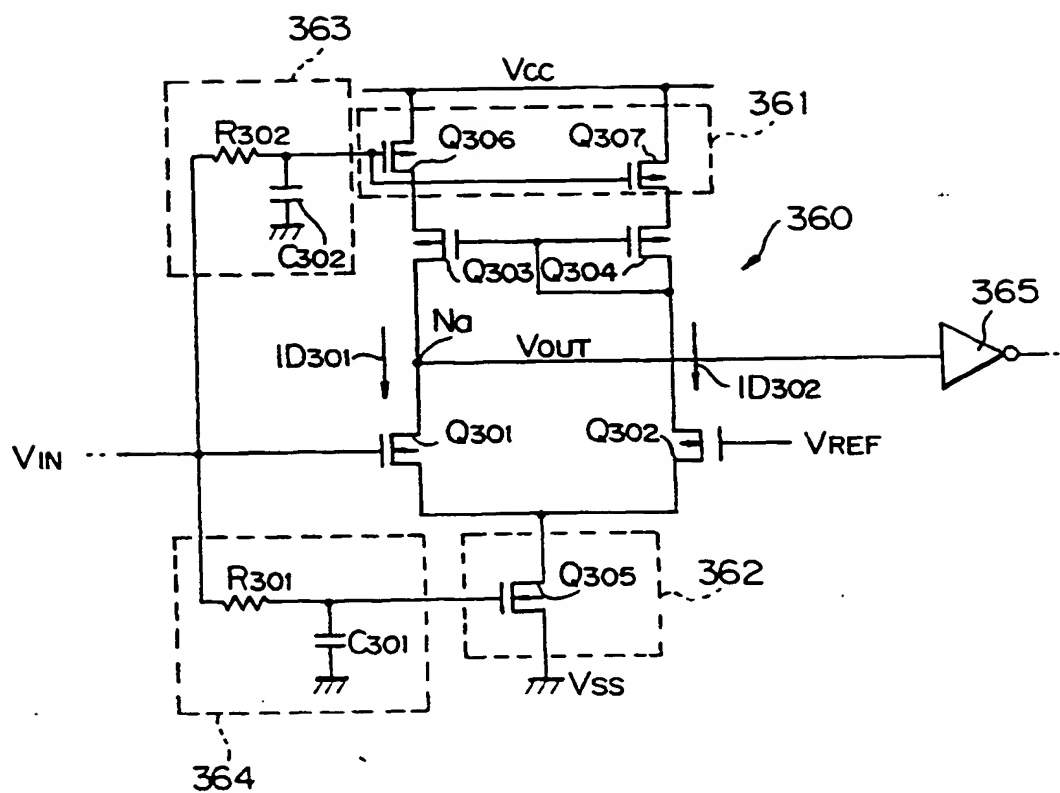 363
VCC
361
R302
Q306
Q307
C302
Q303
Q304
360
Na
365
ID301
VOUT
ID302
VIN
Q301
Q302
VREF
R301
Q305
362
C301
VSS
364